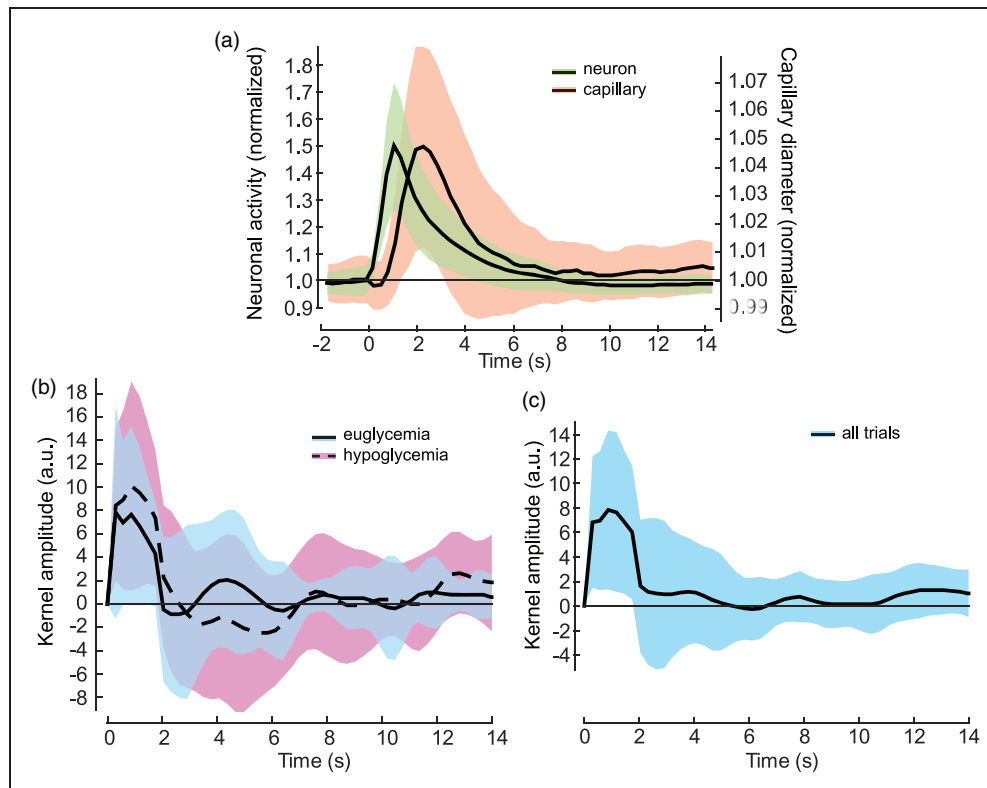 (a)
Neuronal activity (normalized)
1.8
1.7
1.6
1.5
1.4
1.3
1.2
1.1
1.0
0.9
neuron
capillary
Capillary diameter (normalized)
1.07
1.06
1.05
1.04
1.03
1.02
1.01
1.00
0.99
-2 0 2 4 6 8 10 12 14
Time (s)
(b)
Kernel amplitude (a.u.)
18
16
14
12
10
8
6
4
2
0
-2
-4
-6
-8
euglycemia
hypoglycemia
0 2 4 6 8 10 12 14
Time (s)
(c)
Kernel amplitude (a.u.)
14
12
10
8
6
4
2
0
-2
-4
all trials
0 2 4 6 8 10 12 14
Time (s)